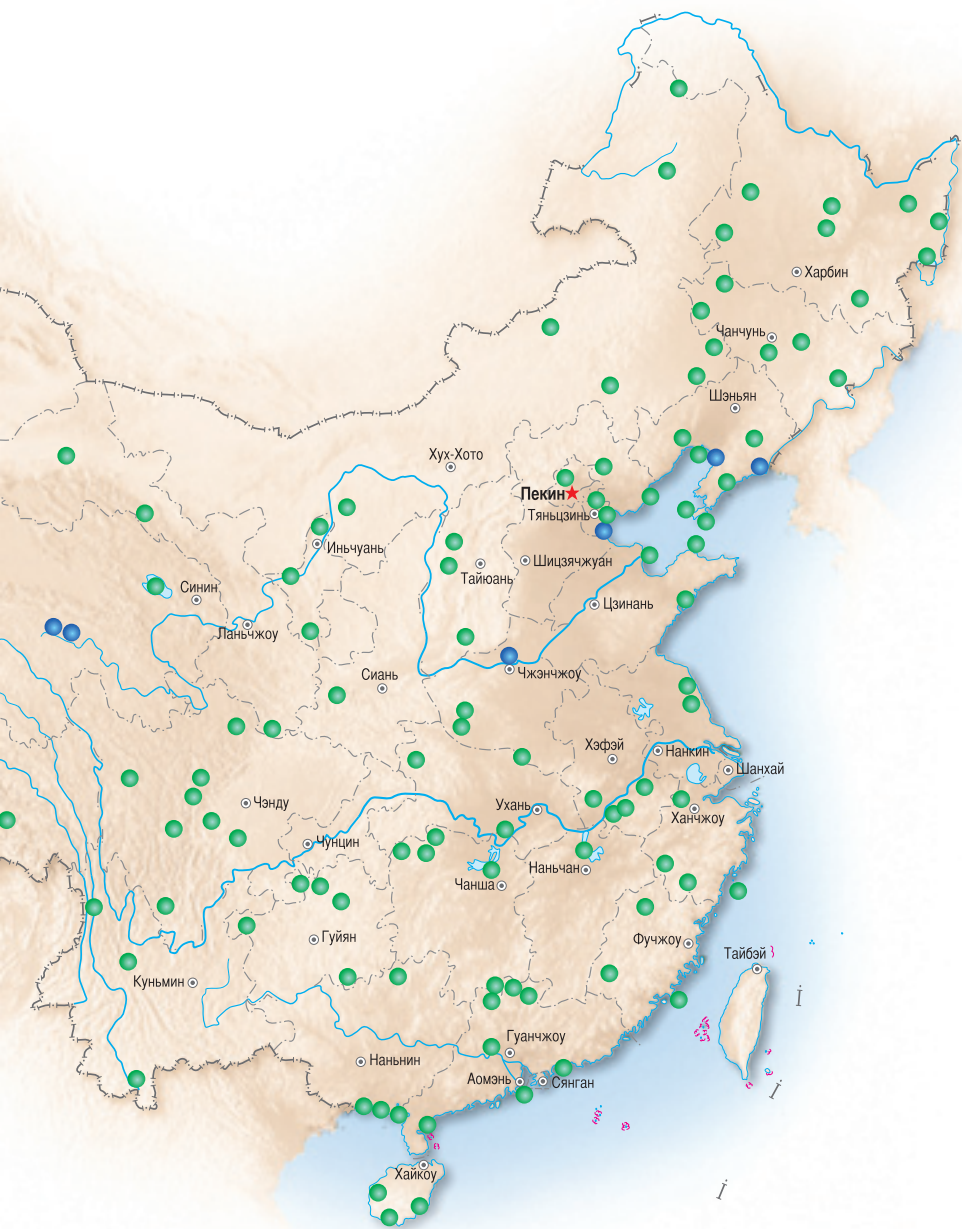 Харбин
Чанчунь
Шэньян
Хух-Хото
Пекин
Тяньцзинь
Иньчуань
Тайюань
Шицзячжуан
Синин
Цзинань
Ланьчжоу
Сиань
Чжэнчжоу
Хэфэй
Нанкин
Шанхай
Чэнду
Ухань
Ханчжоу
Чунцин
Наньчан
Чанша
Гуйян
Фучжоу
Тайбэй
Куньмин
Гуанчжоу
Наньнин
Аомэнь
Сянган
Хайкоу